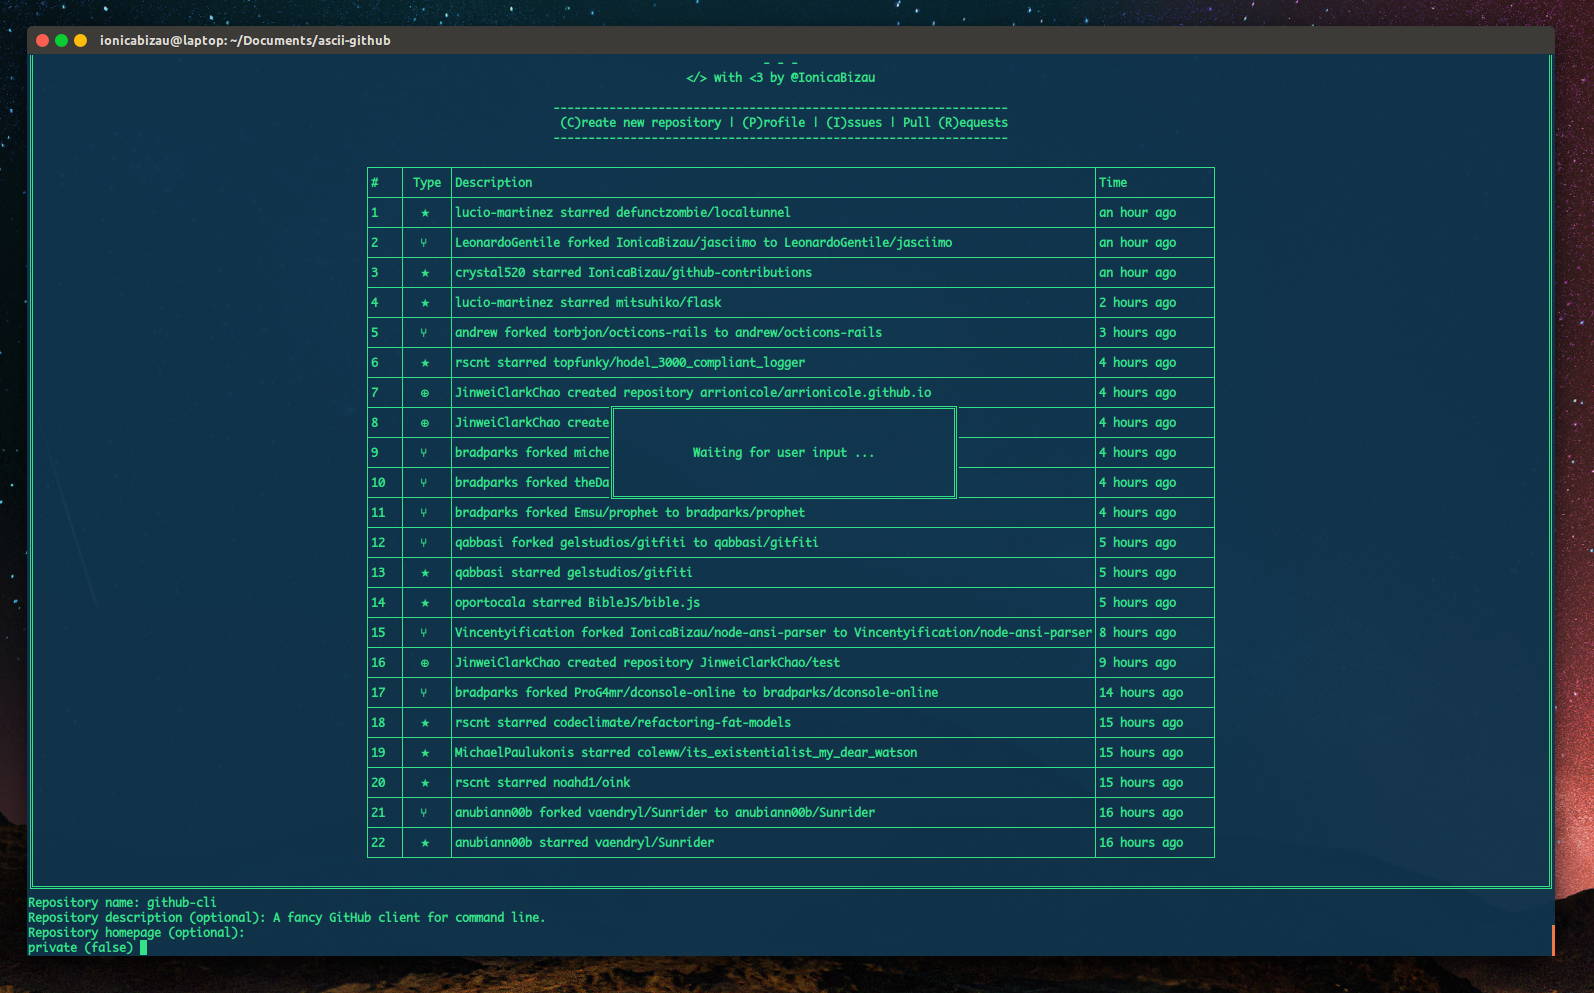 ionicabizau@laptop: ~/Documents/ascii-github
- - -
</> with <3 by @IonicaBizau
-----------------------------------------------------------------
(C)reate new repository | (P)rofile | (I)ssues | Pull (R)equests
-----------------------------------------------------------------
# Type Description Time
1 ★ lucio-martinez starred defunctzombie/localtunnel an hour ago
2 ⑂ LeonardoGentile forked IonicaBizau/jasciimo to LeonardoGentile/jasciimo an hour ago
3 ★ crystal520 starred IonicaBizau/github-contributions an hour ago
4 ★ lucio-martinez starred mitsuhiko/flask 2 hours ago
5 ⑂ andrew forked torbjon/octicons-rails to andrew/octicons-rails 3 hours ago
6 ★ rscnt starred topfunky/hodel_3000_compliant_logger 4 hours ago
7 ⊕ JinweiClarkChao created repository arrionicole/arrionicole.github.io 4 hours ago
8 ⊕ JinweiClarkChao create 4 hours ago
9 ⑂ bradparks forked miche Waiting for user input ... 4 hours ago
10 ⑂ bradparks forked theDa 4 hours ago
11 ⑂ bradparks forked Emsu/prophet to bradparks/prophet 4 hours ago
12 ⑂ qabbasi forked gelstudios/gitfiti to qabbasi/gitfiti 5 hours ago
13 ★ qabbasi starred gelstudios/gitfiti 5 hours ago
14 ★ oportocala starred BibleJS/bible.js 5 hours ago
15 ⑂ Vincentyification forked IonicaBizau/node-ansi-parser to Vincentyification/node-ansi-parser 8 hours ago
16 ⊕ JinweiClarkChao created repository JinweiClarkChao/test 9 hours ago
17 ⑂ bradparks forked ProG4mr/dconsole-online to bradparks/dconsole-online 14 hours ago
18 ★ rscnt starred codeclimate/refactoring-fat-models 15 hours ago
19 ★ MichaelPaulukonis starred coleww/its_existentialist_my_dear_watson 15 hours ago
20 ★ rscnt starred noahd1/oink 15 hours ago
21 ⑂ anubiann00b forked vaendryl/Sunrider to anubiann00b/Sunrider 16 hours ago
22 ★ anubiann00b starred vaendryl/Sunrider 16 hours ago
Repository name: github-cli
Repository description (optional): A fancy GitHub client for command line.
Repository homepage (optional):
private (false)